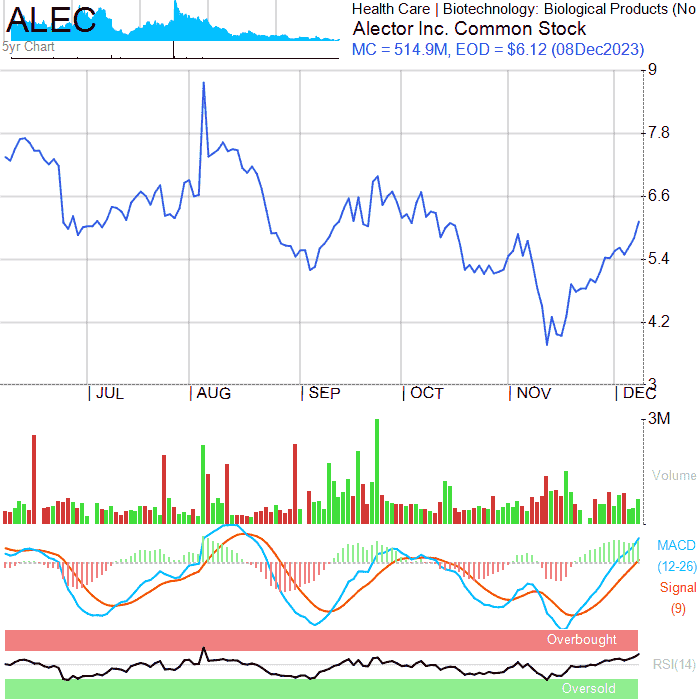 ALEC
5yr Chart
Health Care | Biotechnology: Biological Products (No
Alector Inc. Common Stock
MC = 514.9M, EOD = $6.12 (08Dec2023)
9
7.8
6.6
5.4
4.2
3
JUL
AUG
SEP
OCT
NOV
DEC
3M
Volume
MACD
(12-26)
Signal
(9)
Overbought
RSI(14)
Oversold